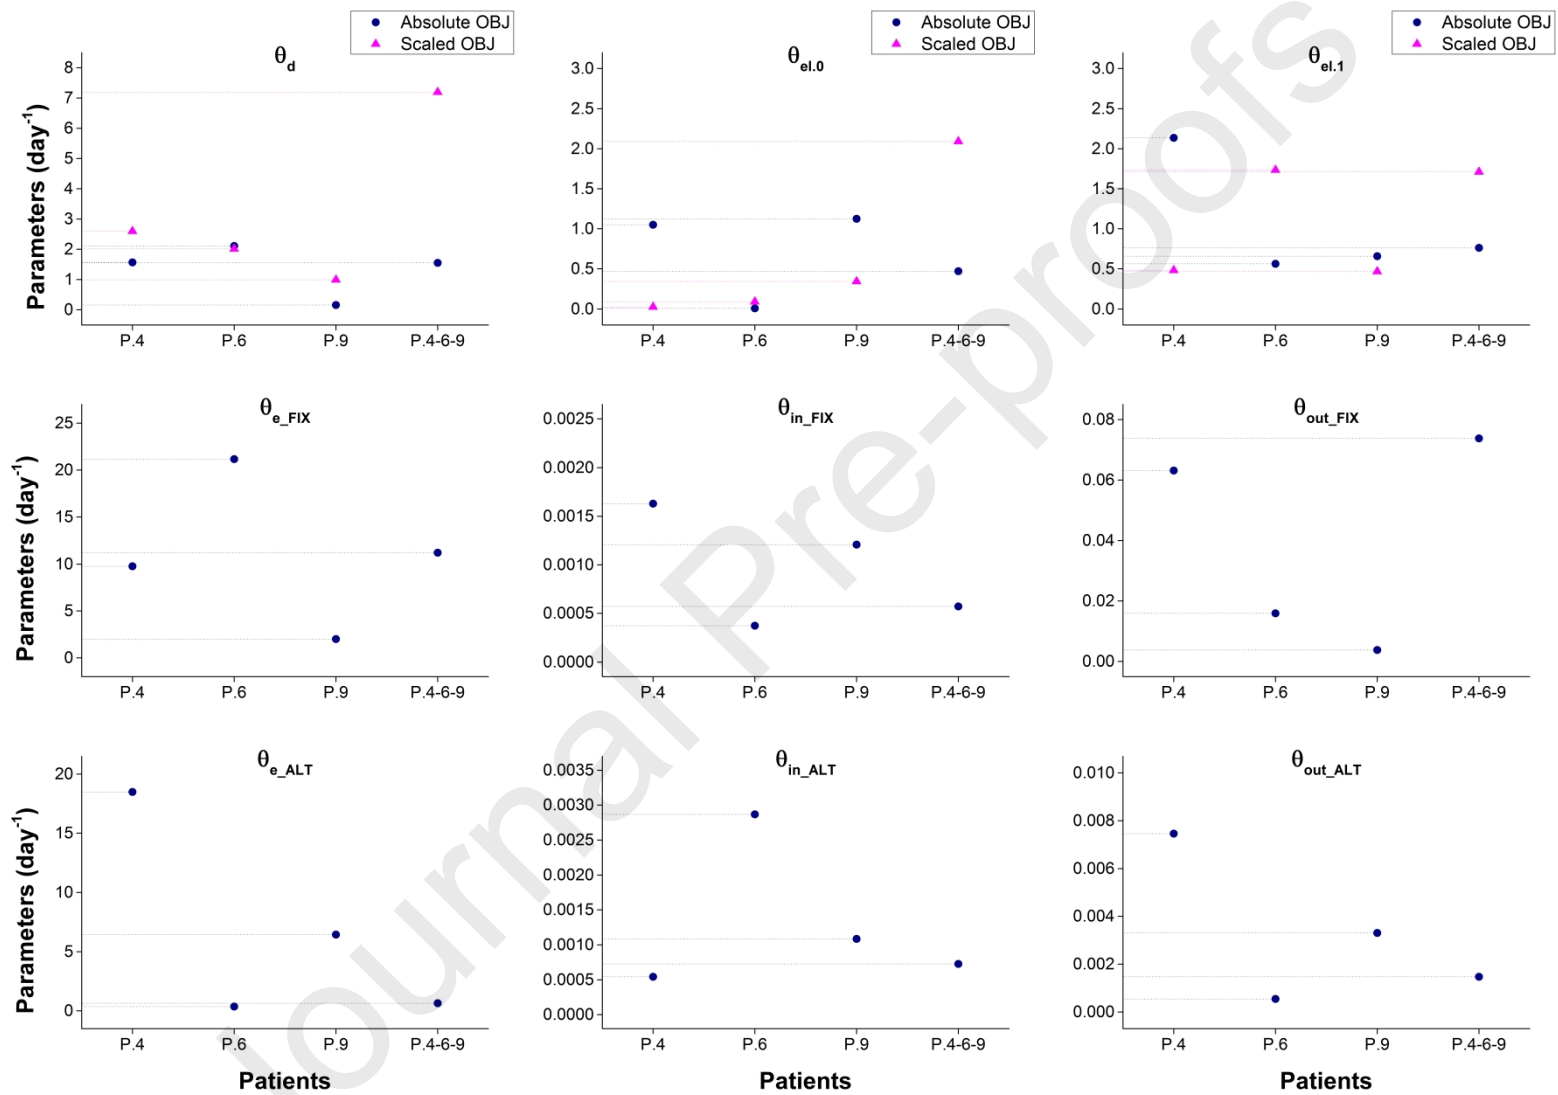 Absolute OBJ
Scaled OBJ
Absolute OBJ
Scaled OBJ
Absolute OBJ
Scaled OBJ
θd
Parameters (day-1)
8
7
6
5
4
3
2
1
0
P.4 P.6 P.9 P.4-6-9
θel.0
3.0
2.5
2.0
1.5
1.0
0.5
0.0
P.4 P.6 P.9 P.4-6-9
θel.1
3.0
2.5
2.0
1.5
1.0
0.5
0.0
P.4 P.6 P.9 P.4-6-9
θe_FIX
Parameters (day-1)
25
20
15
10
5
0
P.4 P.6 P.9 P.4-6-9
θin_FIX
0.0025
0.0020
0.0015
0.0010
0.0005
0.0000
P.4 P.6 P.9 P.4-6-9
θout_FIX
0.08
0.06
0.04
0.02
0.00
P.4 P.6 P.9 P.4-6-9
θe_ALT
Parameters (day-1)
20
15
10
5
0
P.4 P.6 P.9 P.4-6-9
Patients
θin_ALT
0.0035
0.0030
0.0025
0.0020
0.0015
0.0010
0.0005
0.0000
P.4 P.6 P.9 P.4-6-9
Patients
θout_ALT
0.010
0.008
0.006
0.004
0.002
0.000
P.4 P.6 P.9 P.4-6-9
Patients
Journal Pre-proofs